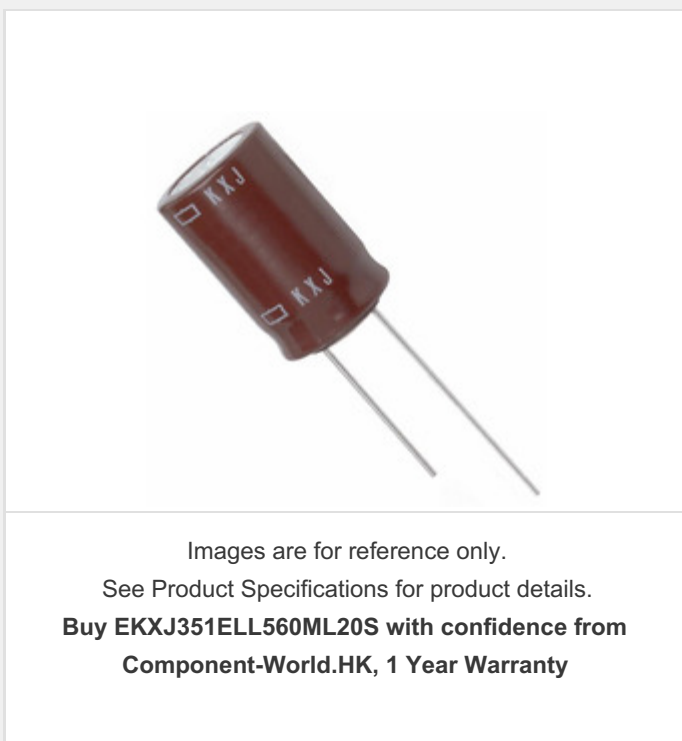 KXJ
KXJ
Images are for reference only.
See Product Specifications for product details.
Buy EKXJ351ELL560ML20S with confidence from
Component-World.HK, 1 Year Warranty